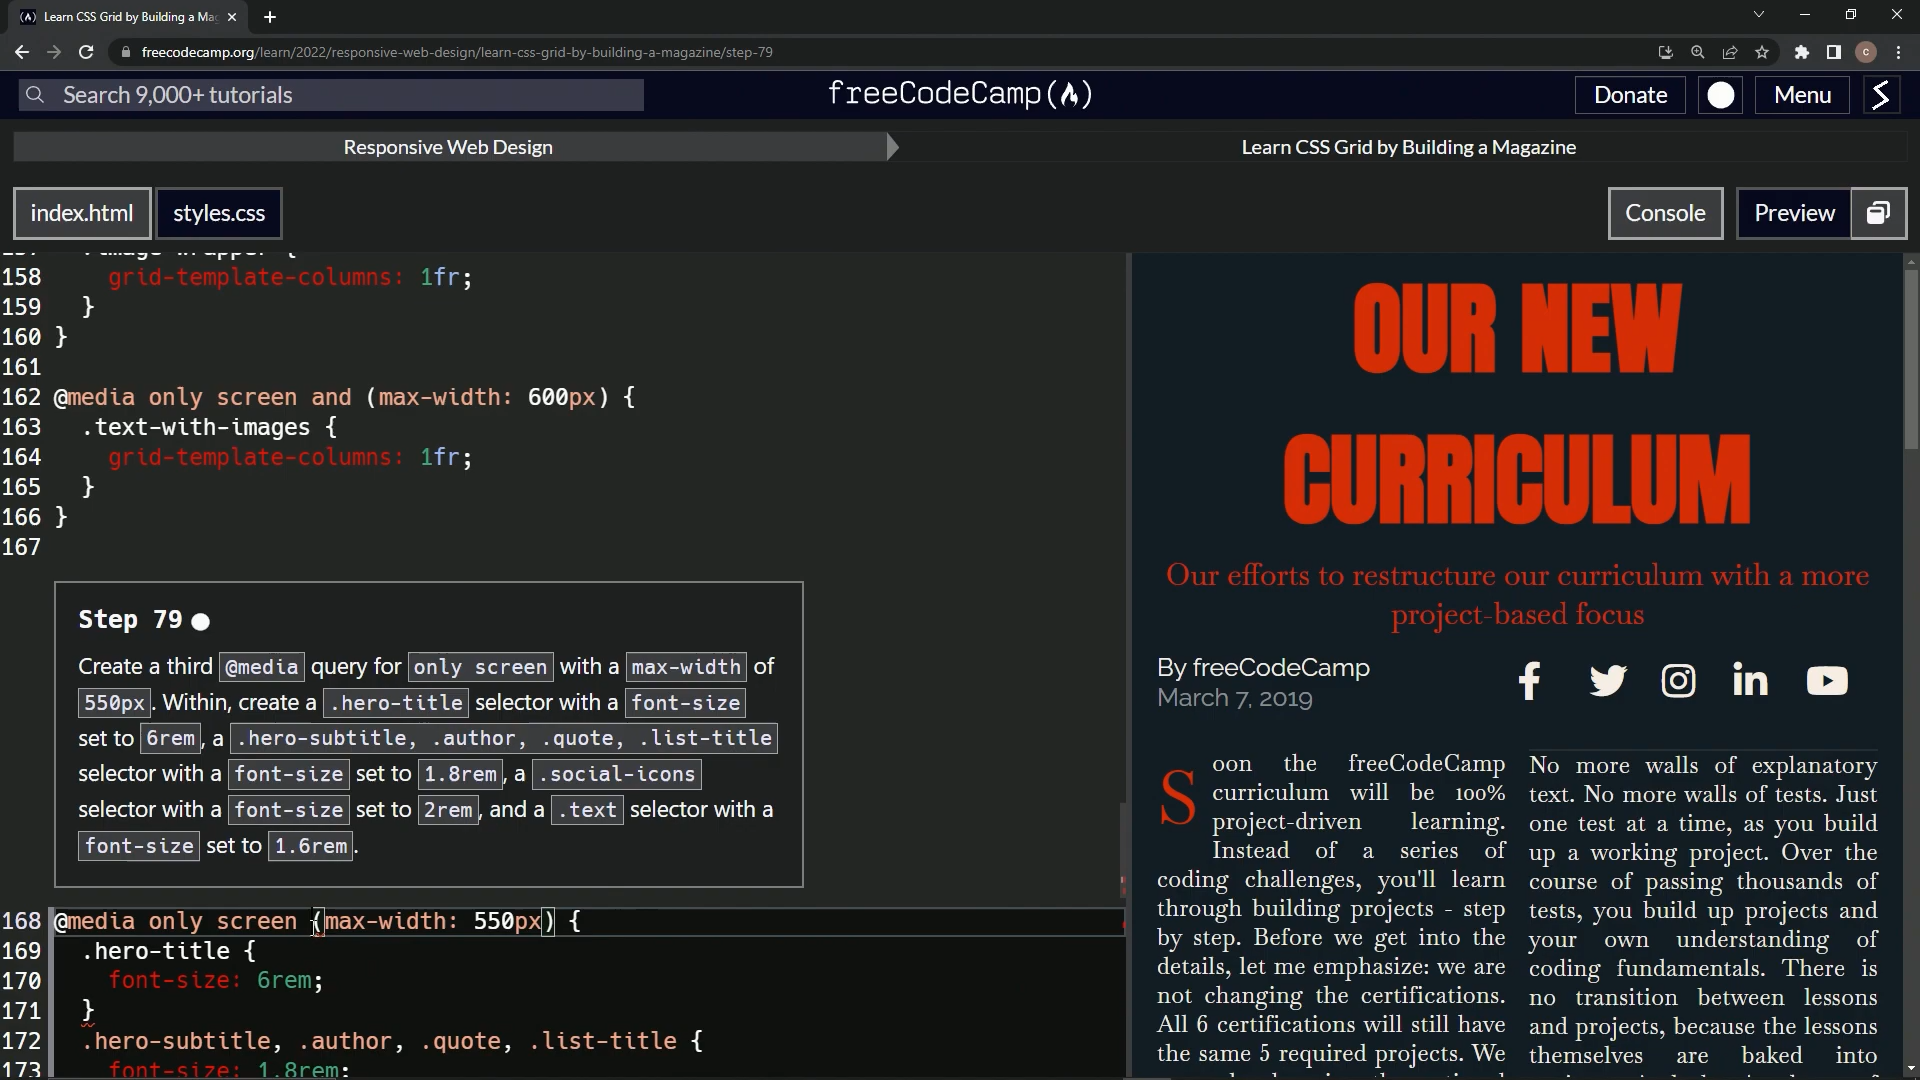 Learn CSS Grid by Building a Mag
freecodecamp.org/learn/2022/responsive-web-design/learn-css-grid-by-building-a-magazine/step-79
C
Search 9,000+ tutorials
freeCodeCamp
Donate
Menu
Responsive Web Design
Learn CSS Grid by Building a Magazine
index.html
styles.css
Console
Preview
157 .image-wrapper {
158 grid-template-columns: 1fr;
159 }
160 }
161
162 @media only screen and (max-width: 600px) {
163 .text-with-images {
164 grid-template-columns: 1fr;
165 }
166 }
167
Step 79
Create a third @media query for only screen with a max-width of
550px. Within, create a .hero-title selector with a font-size
set to 6rem, a .hero-subtitle, .author, .quote, .list-title
selector with a font-size set to 1.8rem, a .social-icons
selector with a font-size set to 2rem, and a .text selector with a
font-size set to 1.6rem.
168 @media only screen (max-width: 550px) {
169 .hero-title {
170 font-size: 6rem;
171 }
172 .hero-subtitle, .author, .quote, .list-title {
173 font-size: 1.8rem;
OUR NEW
CURRICULUM
Our efforts to restructure our curriculum with a more
project-based focus
By freeCodeCamp
March 7, 2019
Soon the freeCodeCamp
curriculum will be 100%
project-driven learning.
Instead of a series of
coding challenges, you'll learn
through building projects - step
by step. Before we get into the
details, let me emphasize: we are
not changing the certifications.
All 6 certifications will still have
the same 5 required projects. We
No more walls of explanatory
text. No more walls of tests. Just
one test at a time, as you build
up a working project. Over the
course of passing thousands of
tests, you build up projects and
your own understanding of
coding fundamentals. There is
no transition between lessons
and projects, because the lessons
themselves are baked into